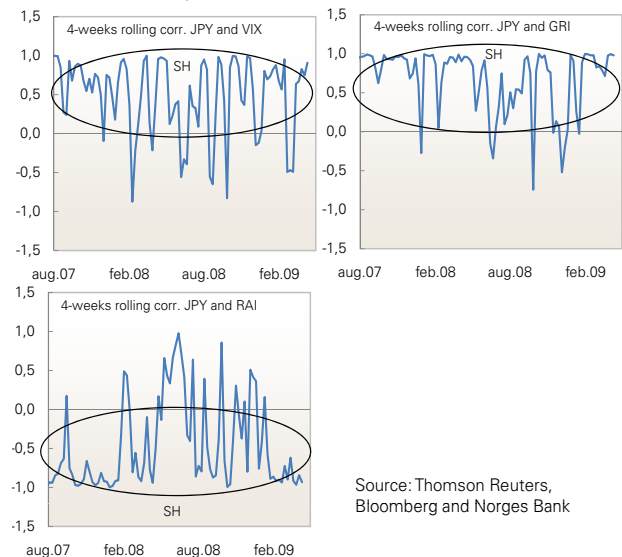 4-weeks rolling corr. JPY and VIX
1,5
1,0
0,5
0,0
-0,5
-1,0
-1,5
SH
aug.07 feb.08 aug.08 feb.09
4-weeks rolling corr. JPY and GRI
1,5
1,0
0,5
0,0
-0,5
-1,0
-1,5
SH
aug.07 feb.08 aug.08 feb.09
4-weeks rolling corr. JPY and RAI
1,5
1,0
0,5
0,0
-0,5
-1,0
-1,5
SH
aug.07 feb.08 aug.08 feb.09
Source: Thomson Reuters,
Bloomberg and Norges Bank